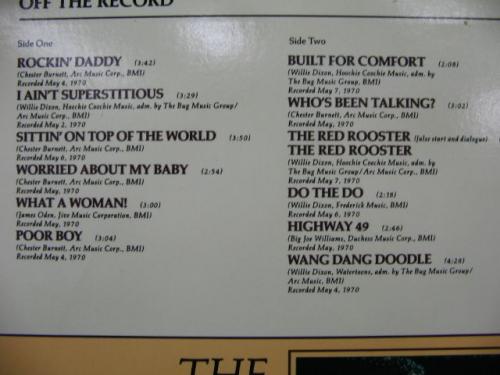 OFF THE RECORD
Side One
ROCKIN' DADDY (3:42)
(Chester Burnett, Arc Music Corp., BMI)
Recorded May 4, 1970
I AIN'T SUPERSTITIOUS (3:29)
(Willie Dixon, Hoochie Coochie Music, adm. by The Bug Music Group/
Arc Music Corp., BMI)
Recorded May 2, 1970
SITTIN' ON TOP OF THE WORLD (3:50)
(Chester Burnett, Arc Music Corp., BMI)
Recorded May 6, 1970
WORRIED ABOUT MY BABY (2:54)
(Chester Burnett, Arc Music Corp., BMI)
Recorded May, 1970
WHAT A WOMAN! (3:00)
(James Oden, Jive Music Corporation, BMI)
Recorded May, 1970
POOR BOY (3:04)
(Chester Burnett, Arc Music Corp., BMI)
Recorded May 4, 1970
Side Two
BUILT FOR COMFORT (2:08)
(Willie Dixon, Hoochie Coochie Music, adm. by
The Bug Music Group/Arc Music Corp., BMI)
Recorded May 7, 1970
WHO'S BEEN TALKING? (3:02)
(Chester Burnett, Arc Music Corp., BMI)
Recorded May, 1970
THE RED ROOSTER (false start and dialogue)
THE RED ROOSTER
(Willie Dixon, Hoochie Coochie Music, adm. by
The Bug Music Group/Arc Music Corp., BMI)
Recorded May 7, 1970
DO THE DO (2:18)
(Willie Dixon, Frederick Music, BMI)
Recorded May 6, 1970
HIGHWAY 49 (2:46)
(Big Joe Williams, Duchess Music Corp., BMI)
Recorded May, 1970
WANG DANG DOODLE (4:28)
(Willie Dixon, Watertoons, adm. by The Bug Music Group/
Arc Music, BMI)
Recorded May 4, 1970
THE